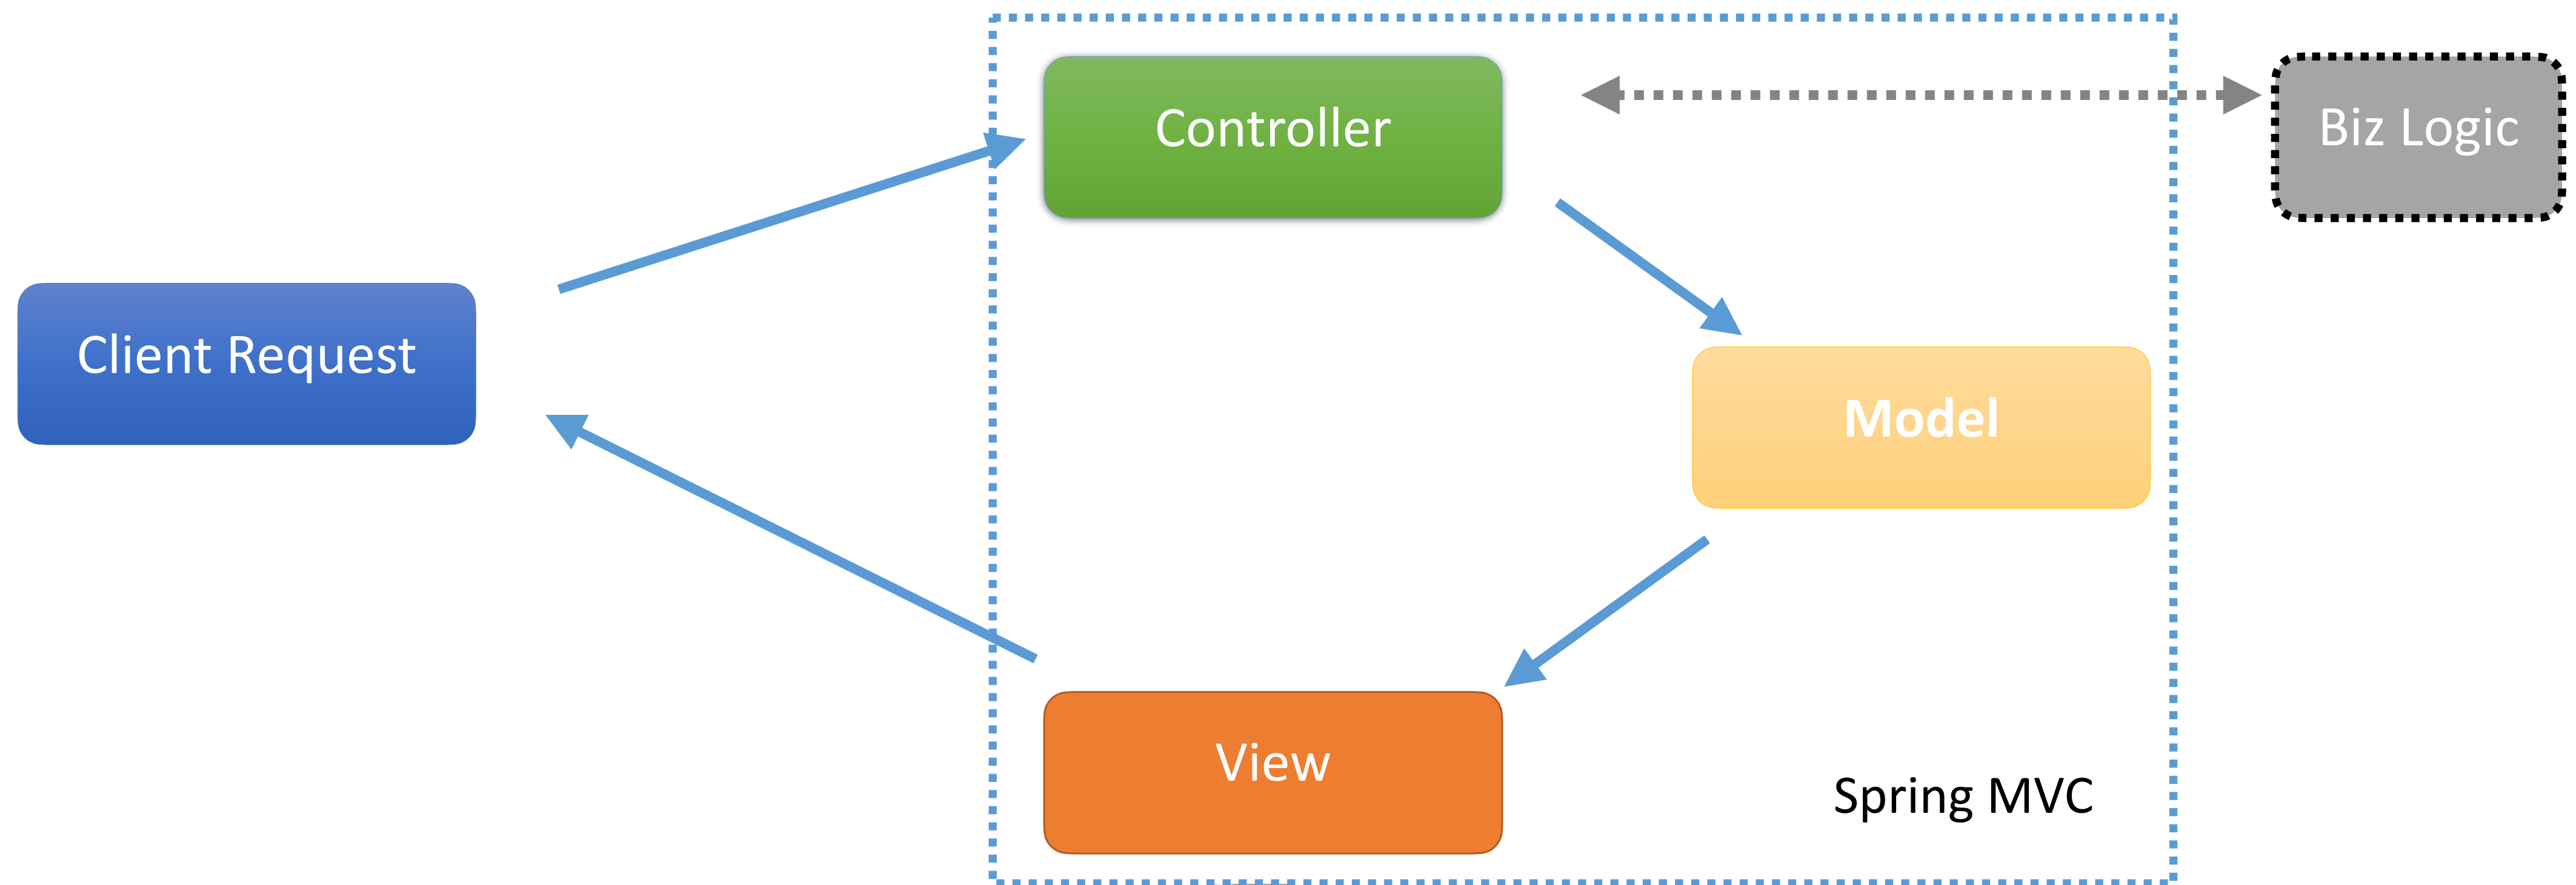 Controller
Biz Logic
Client Request
Model
View
Spring MVC